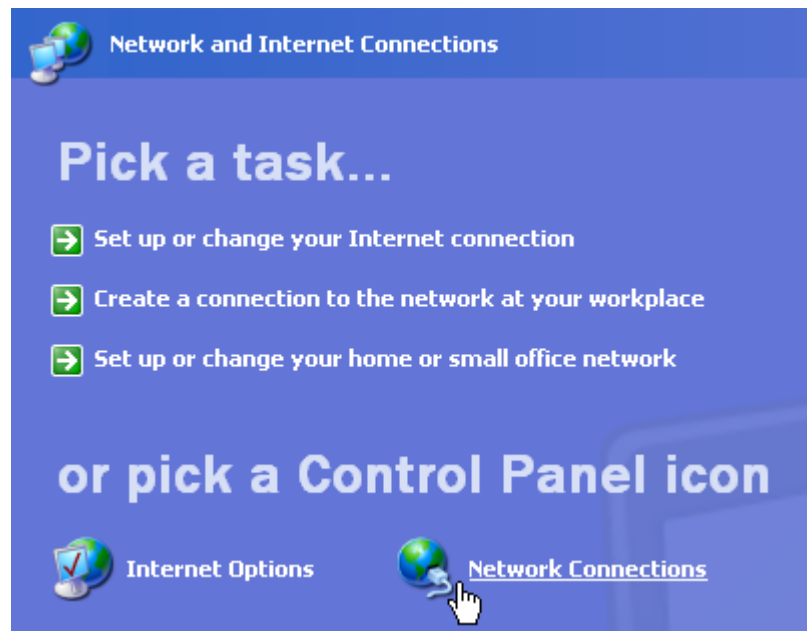 Network and Internet Connections
Pick a task...
Set up or change your Internet connection
Create a connection to the network at your workplace
Set up or change your home or small office network
or pick a Control Panel icon
Internet Options
Network Connections